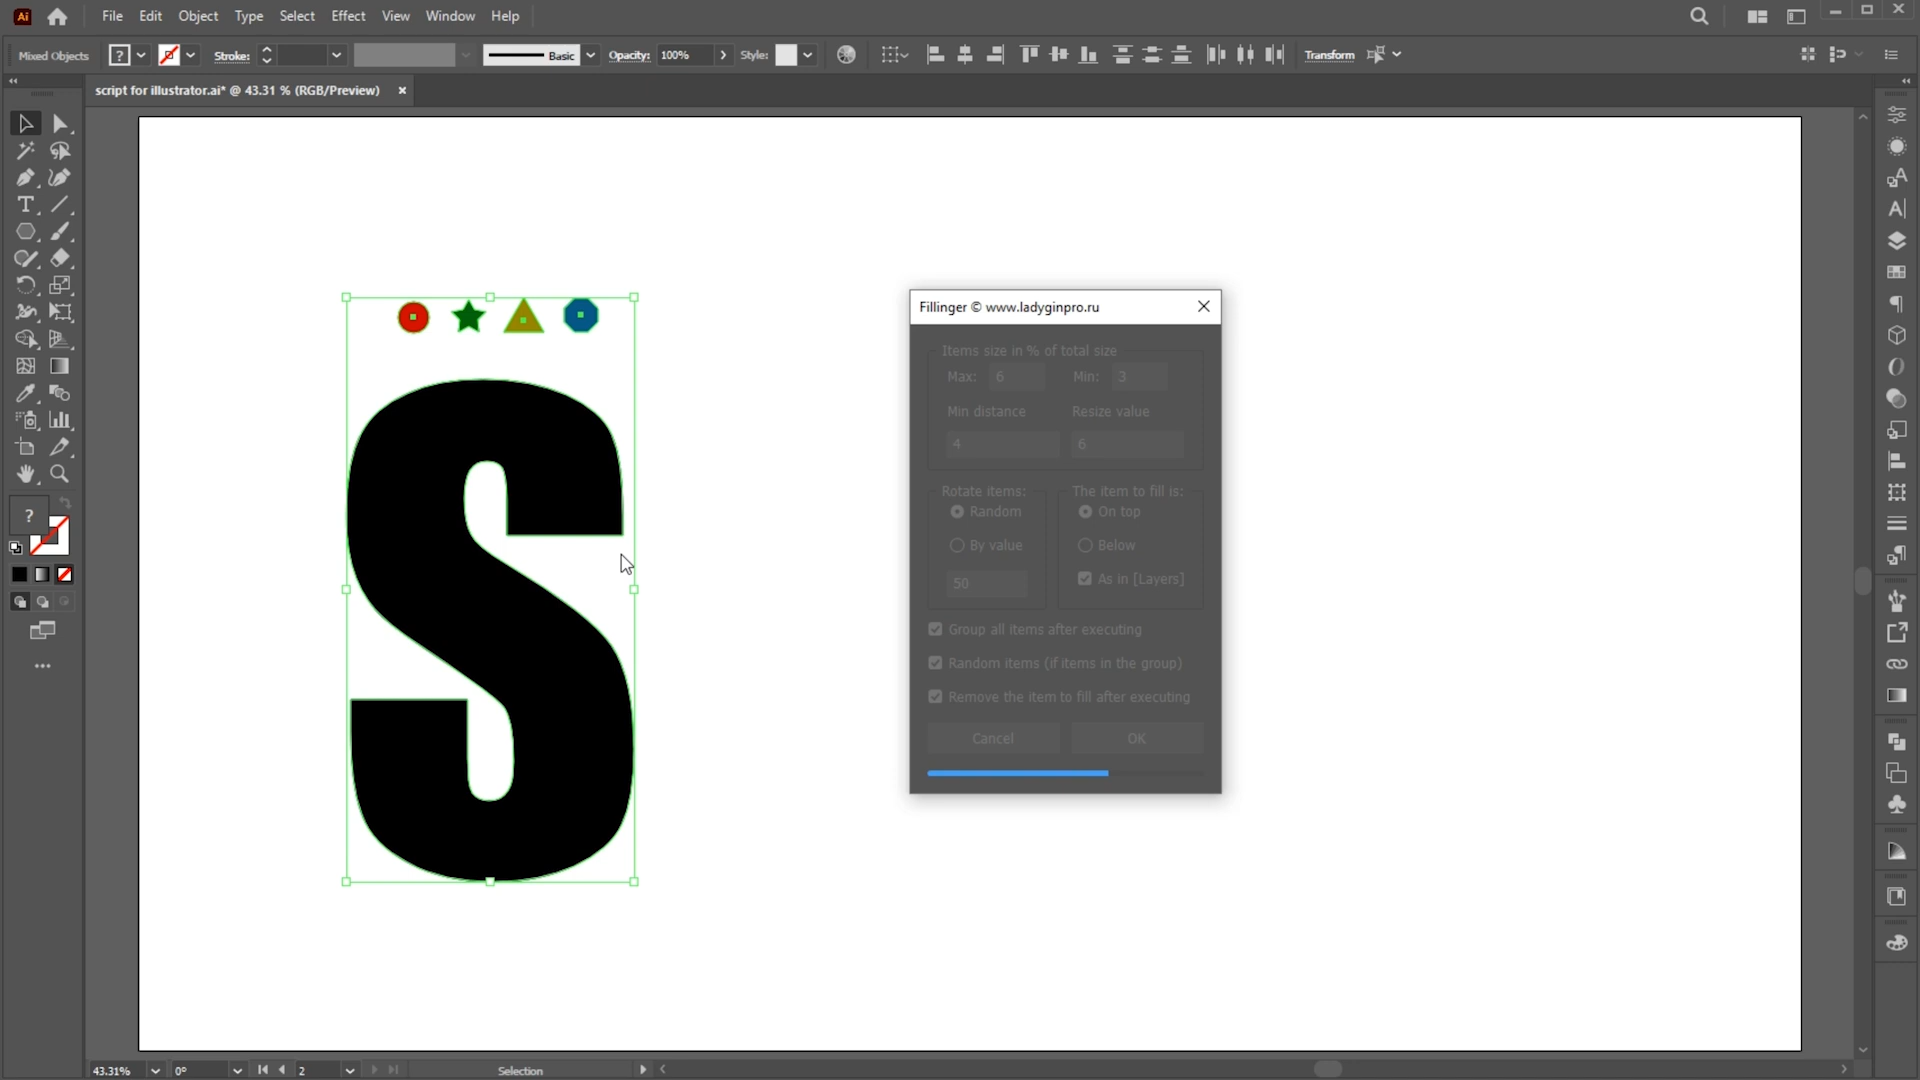 Ai File Edit Object Type Select Effect View Window Help
Mixed Objects ? Stroke: Basic Opacity: 100% Style: Transform
script for illustrator.ai* @ 43.31 % (RGB/Preview)
Fillinger © www.ladyginpro.ru
Items size in % of total size
Max: 6 Min: 3
Min distance Resize value
4 6
Rotate items: The item to fill is:
Random On top
By value Below
50 As in [Layers]
Group all items after executing
Random items (if items in the group)
Remove the item to fill after executing
Cancel OK
S
?
43.31% 0° 2 Selection